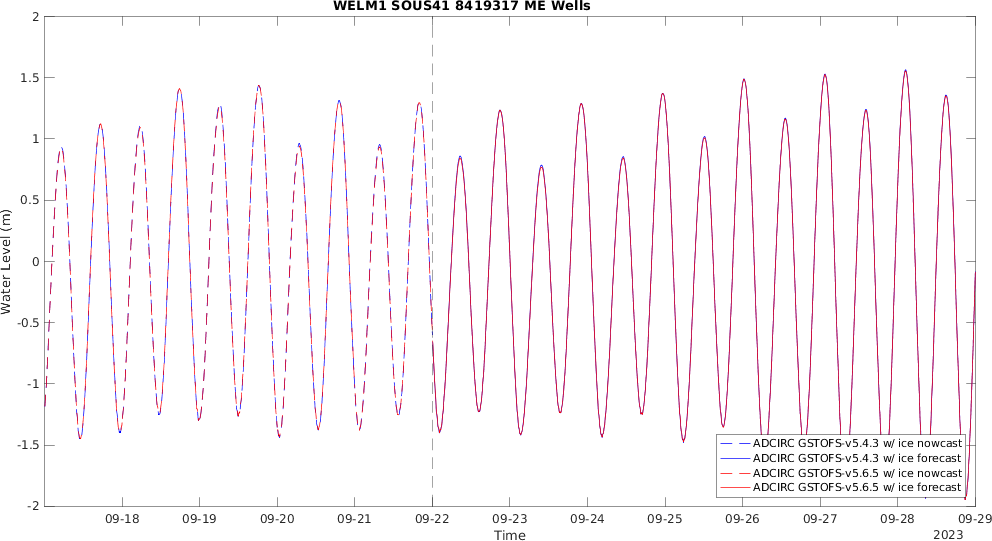 WELM1 SOUS41 8419317 ME Wells
2
1.5
1
0.5
0
-0.5
-1
-1.5
-2
Water Level (m)
09-18 09-19 09-20 09-21 09-22 09-23 09-24 09-25 09-26 09-27 09-28 09-29
Time
2023
ADCIRC GSTOFS-v5.4.3 w/ ice nowcast
ADCIRC GSTOFS-v5.4.3 w/ ice forecast
ADCIRC GSTOFS-v5.6.5 w/ ice nowcast
ADCIRC GSTOFS-v5.6.5 w/ ice forecast